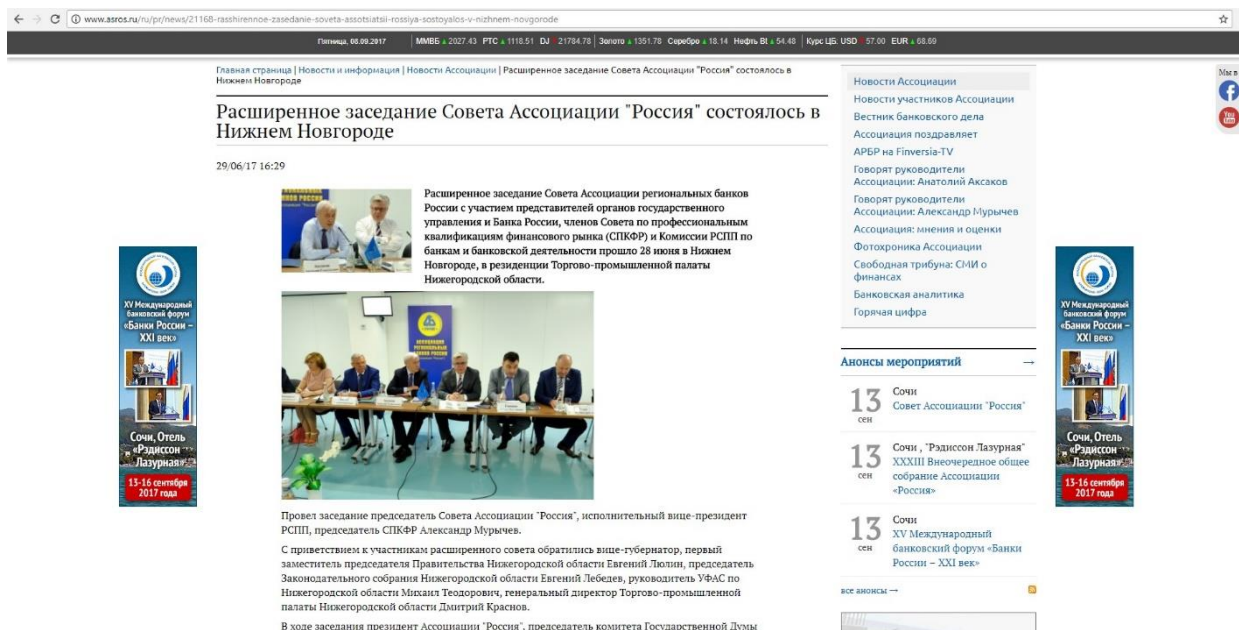 www.asros.ru/ru/pr/news/21168-rasshirennoe-zasedanie-soveta-assotsiatsii-rossiya-sostoyalos-v-nizhnem-novgorode
Пятница, 08.09.2017 ММВБ 2027.43 РТС 1118.51 DJ 21784.78 Золото 1351.78 Серебро 18.14 Нефть Bt 54.48 Курс ЦБ: USD 57.00 EUR 68.69
Главная страница | Новости и информация | Новости Ассоциации | Расширенное заседание Совета Ассоциации "Россия" состоялось в
Нижнем Новгороде
Расширенное заседание Совета Ассоциации "Россия" состоялось в
Нижнем Новгороде
29/06/17 16:29
Расширенное заседание Совета Ассоциации региональных банков
России с участием представителей органов государственного
управления и Банка России, членов Совета по профессиональным
квалификациям финансового рынка (СПКФР) и Комиссии РСПП по
банкам и банковской деятельности прошло 28 июня в Нижнем
Новгороде, в резиденции Торгово-промышленной палаты
Нижегородской области.
АССОЦИАЦИЯ
РЕГИОНАЛЬНЫХ
БАНКОВ РОССИИ
Провел заседание председатель Совета Ассоциации "Россия", исполнительный вице-президент
РСПП, председатель СПКФР Александр Мурычев.
С приветствием к участникам расширенного совета обратились вице-губернатор, первый
заместитель председателя Правительства Нижегородской области Евгений Люлин, председатель
Законодательного собрания Нижегородской области Евгений Лебедев, руководитель УФАС по
Нижегородской области Михаил Теодорович, генеральный директор Торгово-промышленной
палаты Нижегородской области Дмитрий Краснов.
В ходе заседания президент Ассоциации "Россия", председатель комитета Государственной Думы
XV Международный
банковский форум
«Банки России –
XXI век»
Сочи, Отель
«Рэдиссон
Лазурная»
13-16 сентября
2017 года
Новости Ассоциации
Новости участников Ассоциации
Вестник банковского дела
Ассоциация поздравляет
АРБР на Finversia-TV
Говорят руководители
Ассоциации: Анатолий Аксаков
Говорят руководители
Ассоциации: Александр Мурычев
Ассоциация: мнения и оценки
Фотохроника Ассоциации
Свободная трибуна: СМИ о
финансах
Банковская аналитика
Горячая цифра
Анонсы мероприятий →
13 сен
Сочи
Совет Ассоциации "Россия"
13 сен
Сочи , "Рэдиссон Лазурная"
XXXIII Внеочередное общее
собрание Ассоциации
«Россия»
13 сен
Сочи
XV Международный
банковский форум «Банки
России – XXI век»
все анонсы →
XV Международный
банковский форум
«Банки России –
XXI век»
Сочи, Отель
«Рэдиссон
Лазурная»
13-16 сентября
2017 года
Мы в
You Tube